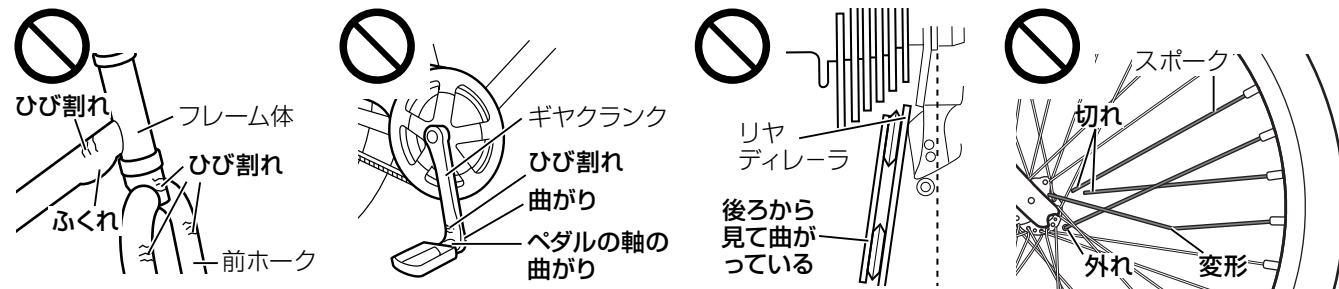 ひび割れ
フレーム体
ひび割れ
ふくれ
前ホーク
ギヤクランク
ひび割れ
曲がり
ペダルの軸の
曲がり
リヤ
ディレーラ
後ろから
見て曲が
っている
スポーク
切れ
外れ
変形